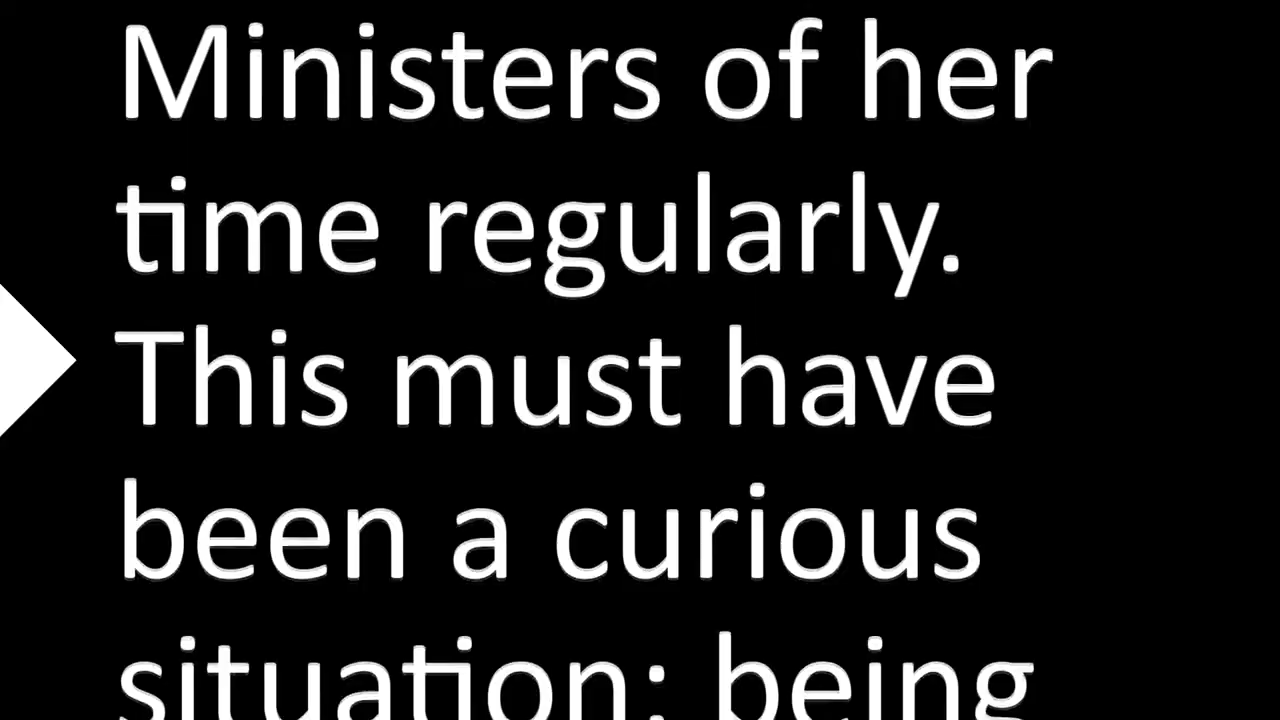 Ministers of her
time regularly.
This must have
been a curious
situation: being